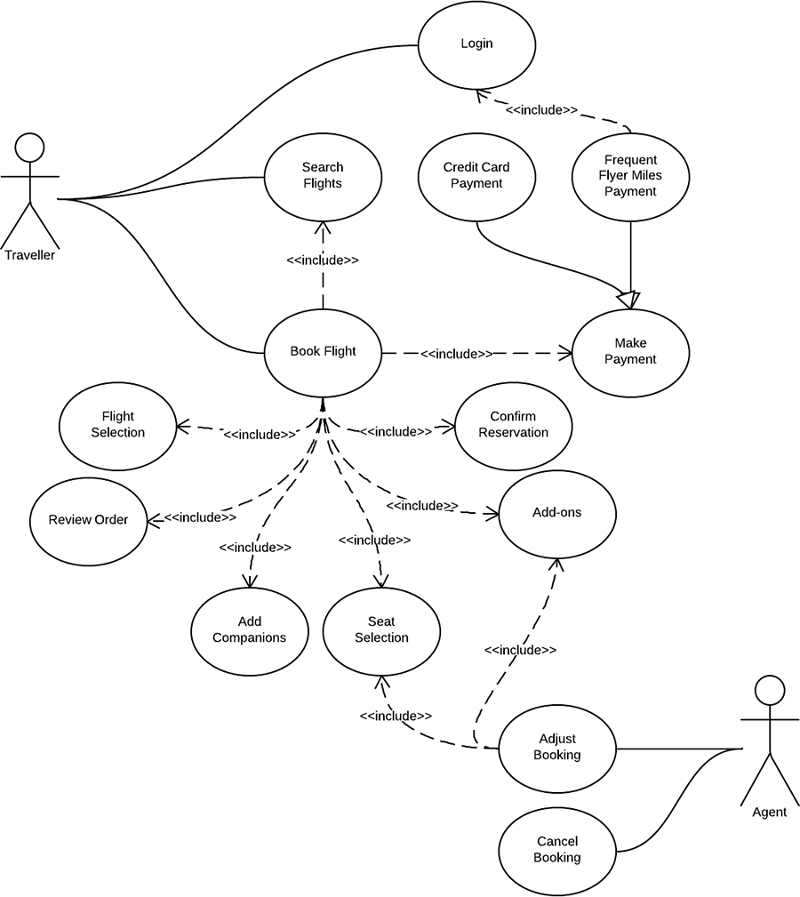 Login
<<include>>
Search
Flights
Credit Card
Payment
Frequent
Flyer Miles
Payment
Traveller
<<include>>
Book Flight
<<include>>
Make
Payment
Flight
Selection
<<include>>
<<include>>
Confirm
Reservation
Review Order
<<include>>
<<include>>
Add-ons
<<include>>
<<include>>
Add
Companions
Seat
Selection
<<include>>
<<include>>
Adjust
Booking
Agent
Cancel
Booking